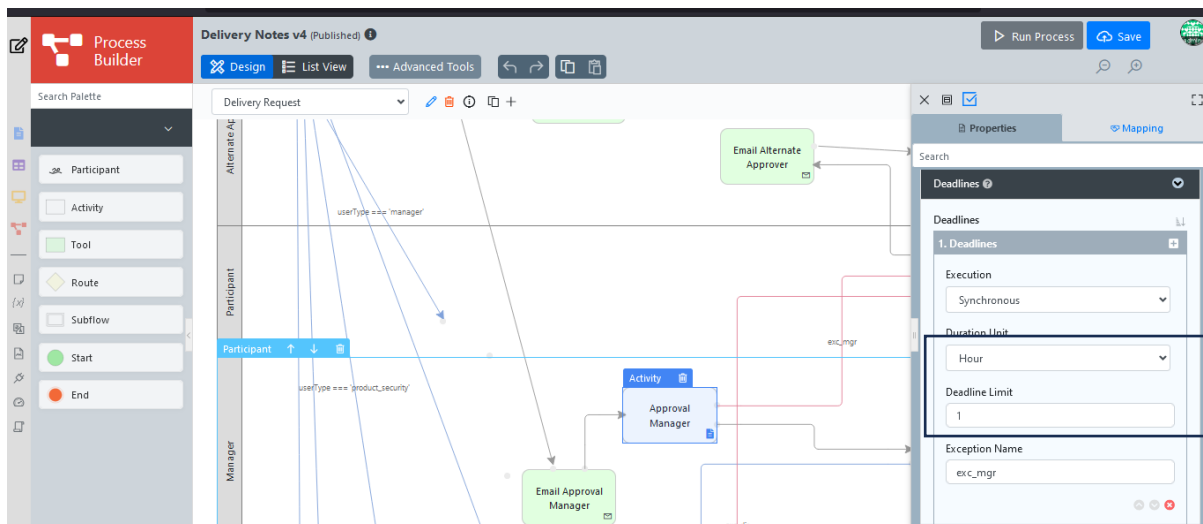 Process
Builder
Delivery Notes v4 (Published)
Run Process
Save
Design
List View
Advanced Tools
Search Palette
Delivery Request
Participant
Activity
Tool
Route
Subflow
Start
End
Alternate Ap
Email Alternate
Approver
userType === 'manager'
Participant
exc_mgr
Participant
userType === 'product_security'
Activity
Approval
Manager
Manager
Email Approval
Manager
Properties
Mapping
Search
Deadlines
Deadlines
1. Deadlines
Execution
Synchronous
Duration Unit
Hour
Deadline Limit
1
Exception Name
exc_mgr